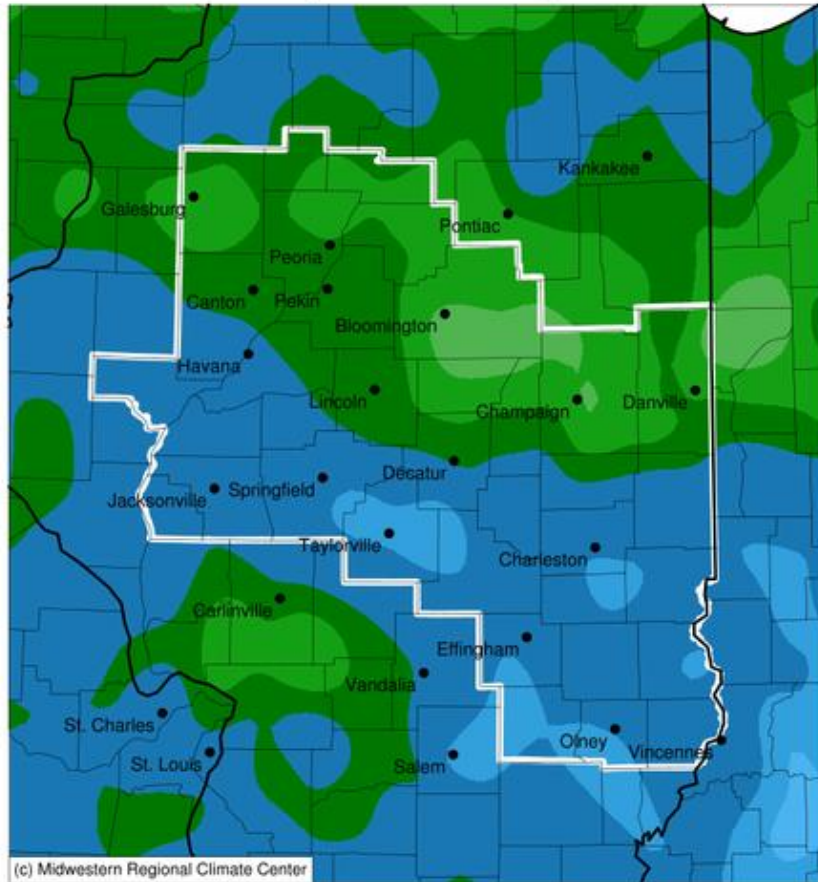 Kankakee
Galesburg
Pontiac
Peoria
Canton
Pekin
Bloomington
Havana
Lincoln
Champaign
Danville
Decatur
Jacksonville
Springfield
Taylorville
Charleston
Carlinville
Effingham
Vandalia
St. Charles
Olney
Vincennes
St. Louis
Salem
(c) Midwestern Regional Climate Center